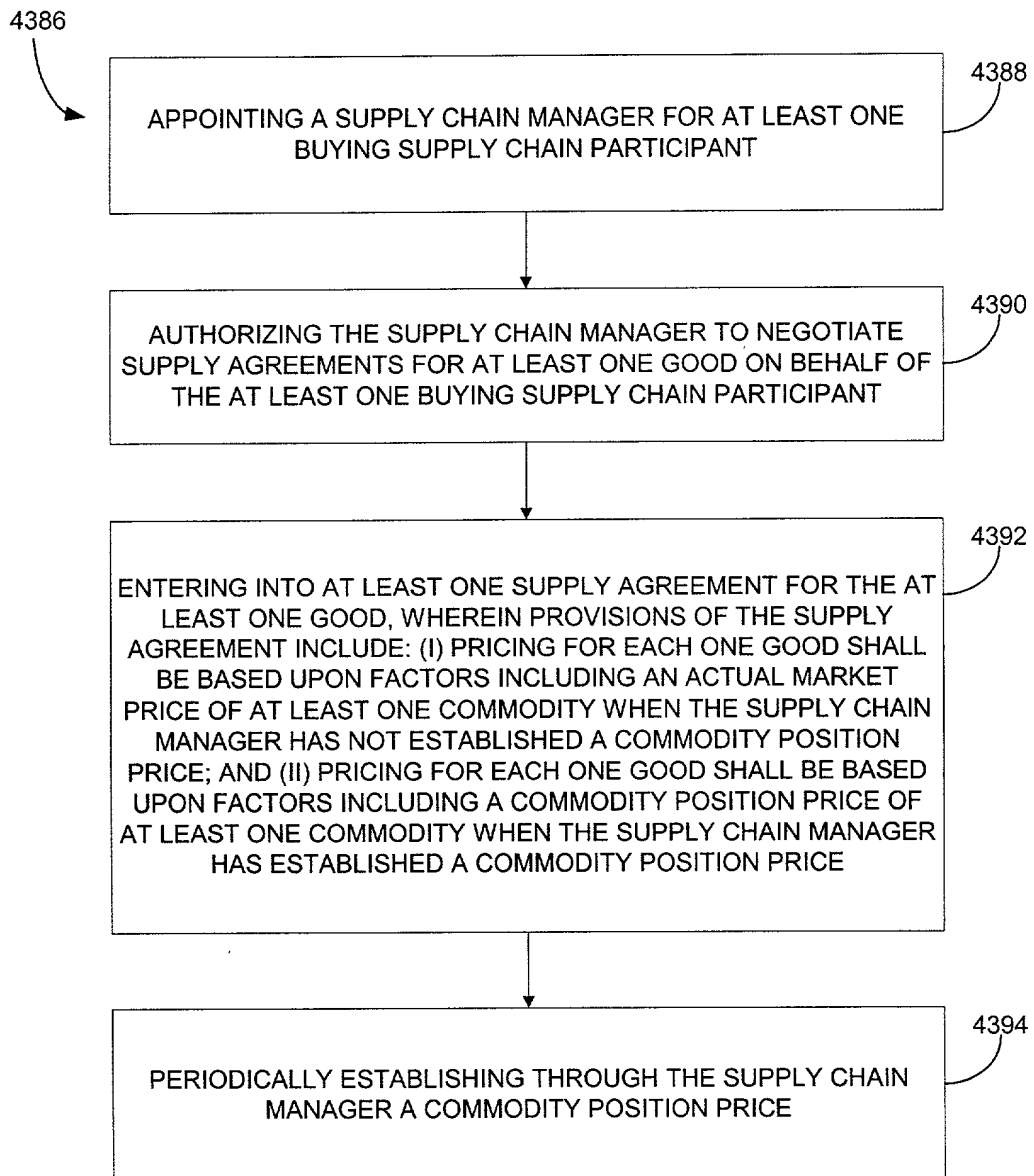 4386
4388
APPOINTING A SUPPLY CHAIN MANAGER FOR AT LEAST ONE
BUYING SUPPLY CHAIN PARTICIPANT
4390
AUTHORIZING THE SUPPLY CHAIN MANAGER TO NEGOTIATE
SUPPLY AGREEMENTS FOR AT LEAST ONE GOOD ON BEHALF OF
THE AT LEAST ONE BUYING SUPPLY CHAIN PARTICIPANT
4392
ENTERING INTO AT LEAST ONE SUPPLY AGREEMENT FOR THE AT
LEAST ONE GOOD, WHEREIN PROVISIONS OF THE SUPPLY
AGREEMENT INCLUDE: (I) PRICING FOR EACH ONE GOOD SHALL
BE BASED UPON FACTORS INCLUDING AN ACTUAL MARKET
PRICE OF AT LEAST ONE COMMODITY WHEN THE SUPPLY CHAIN
MANAGER HAS NOT ESTABLISHED A COMMODITY POSITION
PRICE; AND (II) PRICING FOR EACH ONE GOOD SHALL BE BASED
UPON FACTORS INCLUDING A COMMODITY POSITION PRICE OF
AT LEAST ONE COMMODITY WHEN THE SUPPLY CHAIN MANAGER
HAS ESTABLISHED A COMMODITY POSITION PRICE
4394
PERIODICALLY ESTABLISHING THROUGH THE SUPPLY CHAIN
MANAGER A COMMODITY POSITION PRICE